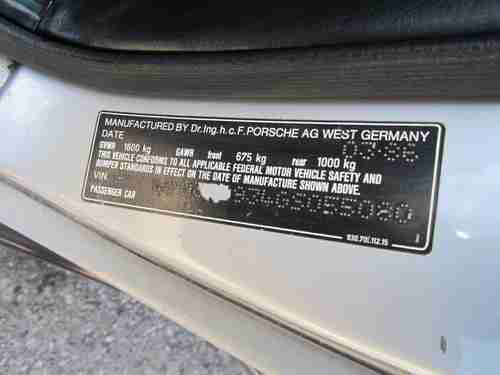 MANUFACTURED BY Dr.Ing.h.c.F.PORSCHE AG WEST GERMANY
DATE 03 86
GVWR 1600 kg GAWR front 675 kg rear 1000 kg
THIS VEHICLE CONFORMS TO ALL APPLICABLE FEDERAL MOTOR VEHICLE SAFETY AND
BUMPER STANDARDS IN EFFECT ON THE DATE OF MANUFACTURE SHOWN ABOVE.
VIN
PASSENGER CAR